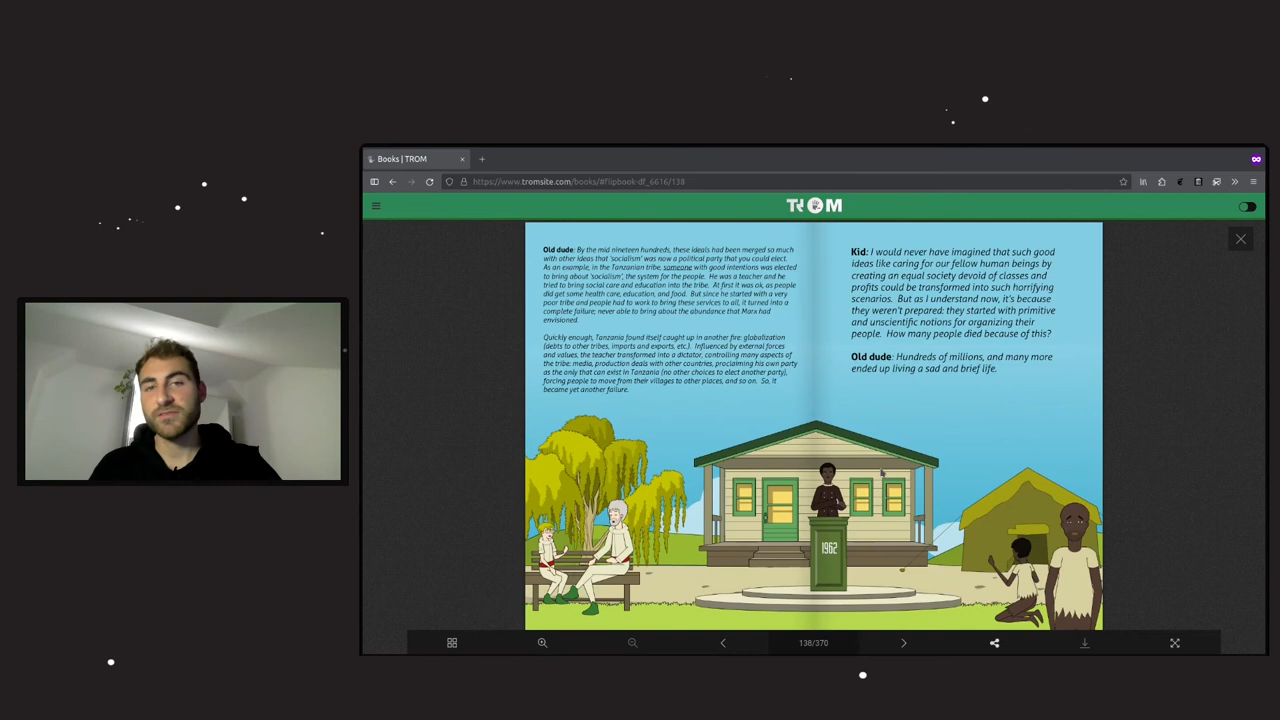 Books | TROM
https://www.tromsite.com/books/#flipbook-df_6616/138
TROM
Old dude: By the mid nineteen hundreds, these ideals had been merged so much
with other ideas that 'socialism' was now a political party that you could elect.
As an example, in the Tanzanian tribe, someone with good intentions was elected
to bring about 'socialism', the system for the people. He was a teacher and he
tried to bring social care and education into the tribe. At first it was ok, as people
did get some health care, education, and food. But since he started with a very
poor tribe and people had to work to bring these services to all, it turned into a
complete failure; never able to bring about the abundance that Marx had
envisioned.
Quickly enough, Tanzania found itself caught up in another fire: globalization
(debts to other tribes, imports and exports, etc.). Influenced by external forces
and values, the teacher transformed into a dictator, controlling many aspects of
the tribe: media, production deals with other countries, proclaiming his own party
as the only that can exist in Tanzania (no other choices to elect another party),
forcing people to move from their villages to other places, and so on. So, it
became yet another failure.
Kid: I would never have imagined that such good
ideas like caring for our fellow human beings by
creating an equal society devoid of classes and
profits could be transformed into such horrifying
scenarios. But as I understand now, it's because
they weren't prepared; they started with primitive
and unscientific notions for organizing their
people. How many people died because of this?
Old dude: Hundreds of millions, and many more
ended up living a sad and brief life.
1962
138/370